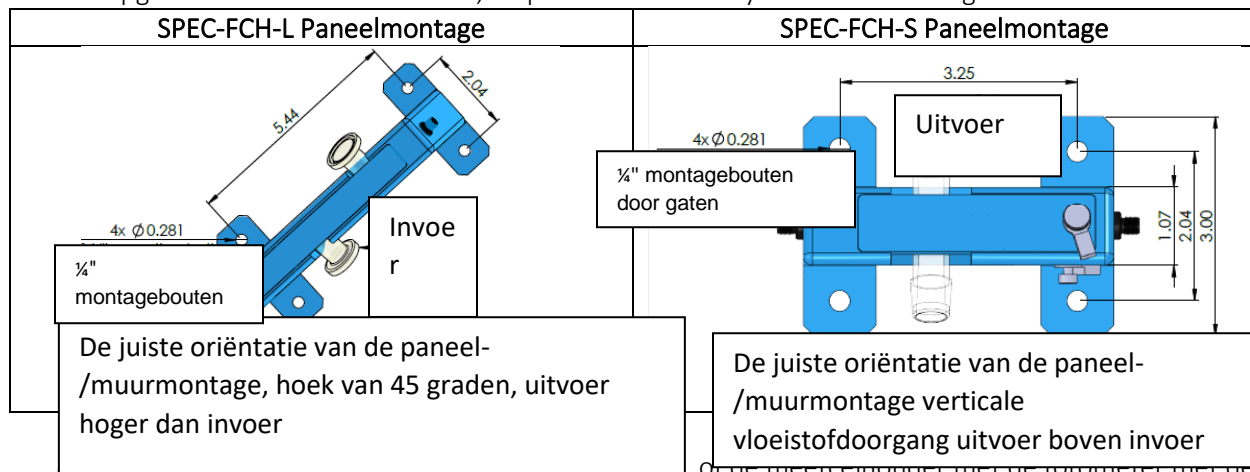 SPEC-FCH-L Paneelmontage
SPEC-FCH-S Paneelmontage
5.44
2.04
4x Ø0.281
¼"
montagebouten
Invoe
r
De juiste oriëntatie van de paneel-
/muurmontage, hoek van 45 graden, uitvoer
hoger dan invoer
3.25
Uitvoer
4x Ø0.281
¼" montagebouten
door gaten
1.07
2.04
3.00
De juiste oriëntatie van de paneel-
/muurmontage verticale
vloeistofdoorgang uitvoer boven invoer